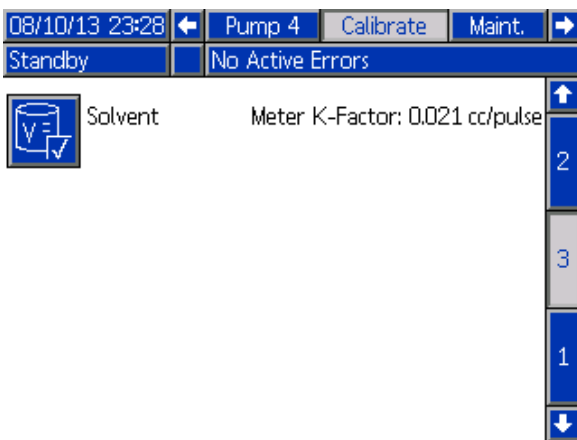 08/10/13 23:28 Pump 4 Calibrate Maint.
Standby No Active Errors
Solvent Meter K-Factor: 0.021 cc/pulse
V
2
3
1